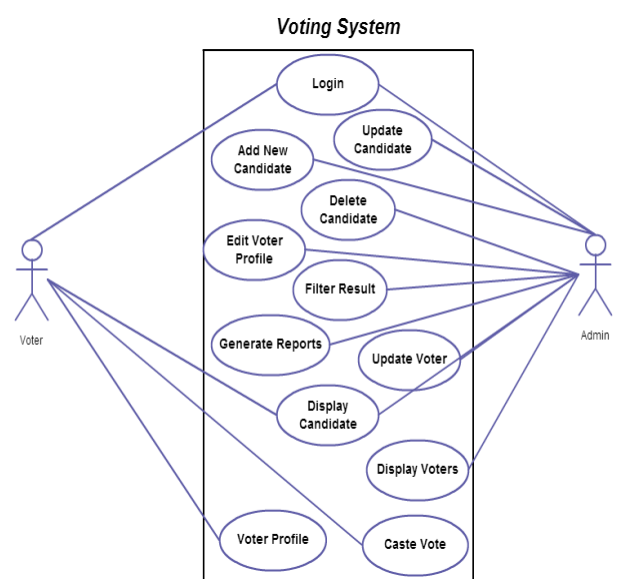 Voting System
Login
Update
Candidate
Add New
Candidate
Delete
Candidate
Edit Voter
Profile
Filter Result
Voter
Admin
Generate Reports
Update Voter
Display
Candidate
Display Voters
Voter Profile
Caste Vote